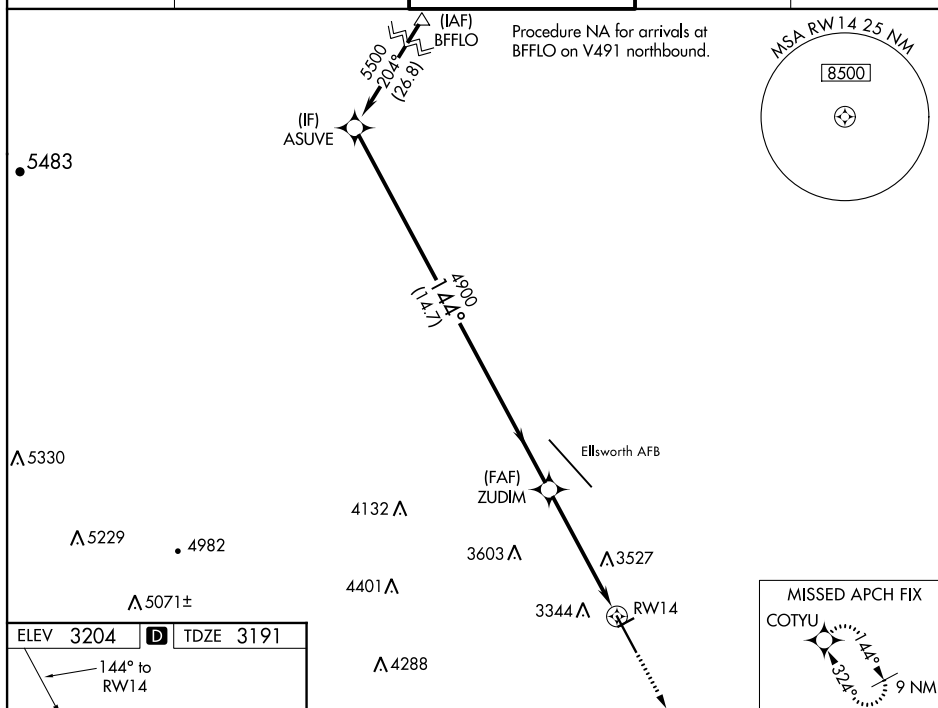 (IAF)
BFFLO
Procedure NA for arrivals at
BFFLO on V491 northbound.
MSA RW14 25 NM
8500
5500
204°
(26.8)
(IF)
ASUVE
5483
4900
144°
(14.7)
5330
Ellsworth AFB
(FAF)
ZUDIM
4132
5229
4982
3603
3527
4401
5071±
3344
RW14
MISSED APCH FIX
COTYU
144°
324°
9 NM
ELEV 3204 D TDZE 3191
144° to
RW14
4288